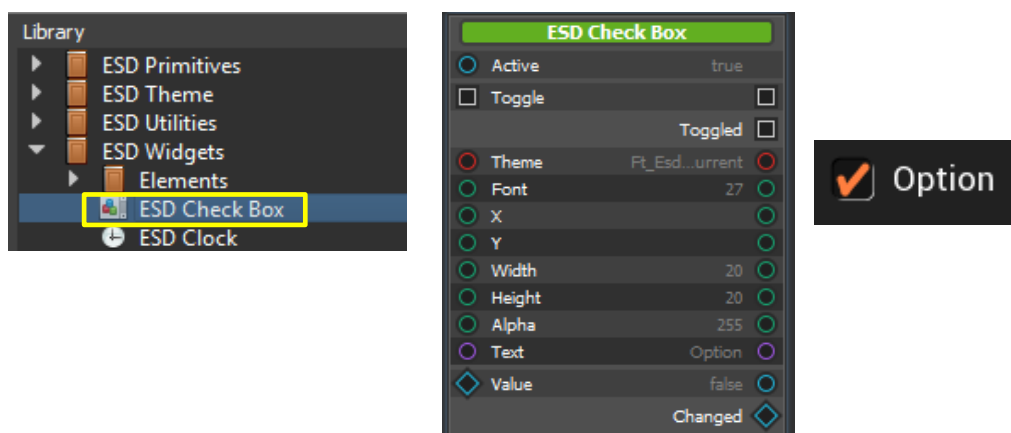 Library
ESD Primitives
ESD Theme
ESD Utilities
ESD Widgets
Elements
ESD Check Box
ESD Clock
ESD Check Box
Active true
Toggle
Toggled
Theme Ft_Esd...urrent
Font 27
X
Y
Width 20
Height 20
Alpha 255
Text Option
Value false
Changed
Option